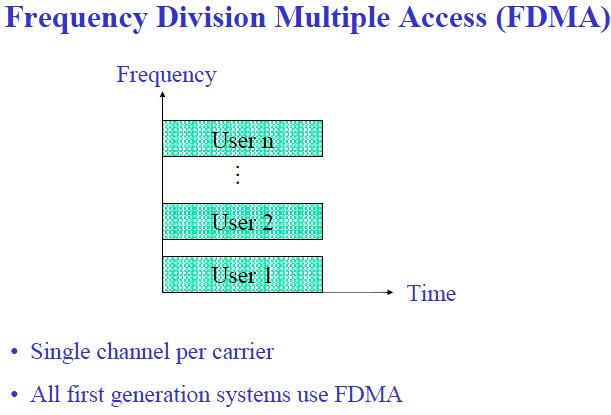 Frequency Division Multiple Access (FDMA)
Frequency
User n
⋮
User 2
User 1
Time
• Single channel per carrier
• All first generation systems use FDMA